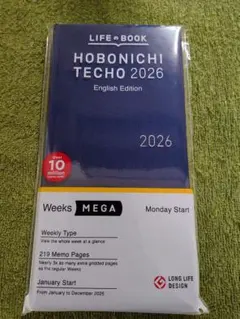 LIFE BOOK
HOBONICHI
TECHO 2026
English Edition
2026
Over
10
million
Weeks MEGA
Monday Start
Weekly Type
View the whole week at a glance.
219 Memo Pages
Nearly 3x as many extra gridded pages
as the regular Weeks
January Start
From January to December 2026
LONG LIFE
DESIGN